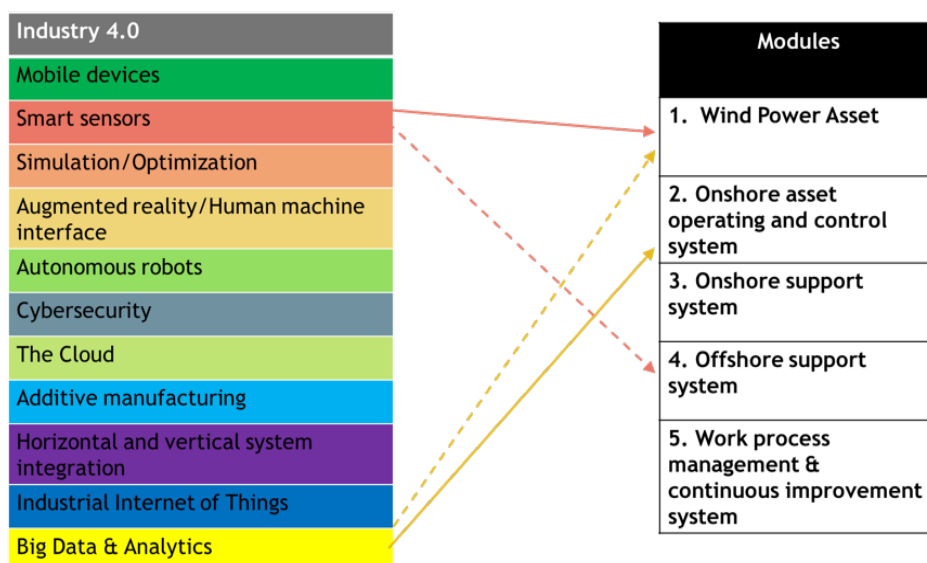 Industry 4.0
Mobile devices
Smart sensors
Simulation/Optimization
Augmented reality/Human machine
interface
Autonomous robots
Cybersecurity
The Cloud
Additive manufacturing
Horizontal and vertical system
integration
Industrial Internet of Things
Big Data & Analytics
Modules
1. Wind Power Asset
2. Onshore asset
operating and control
system
3. Onshore support
system
4. Offshore support
system
5. Work process
management &
continuous improvement
system